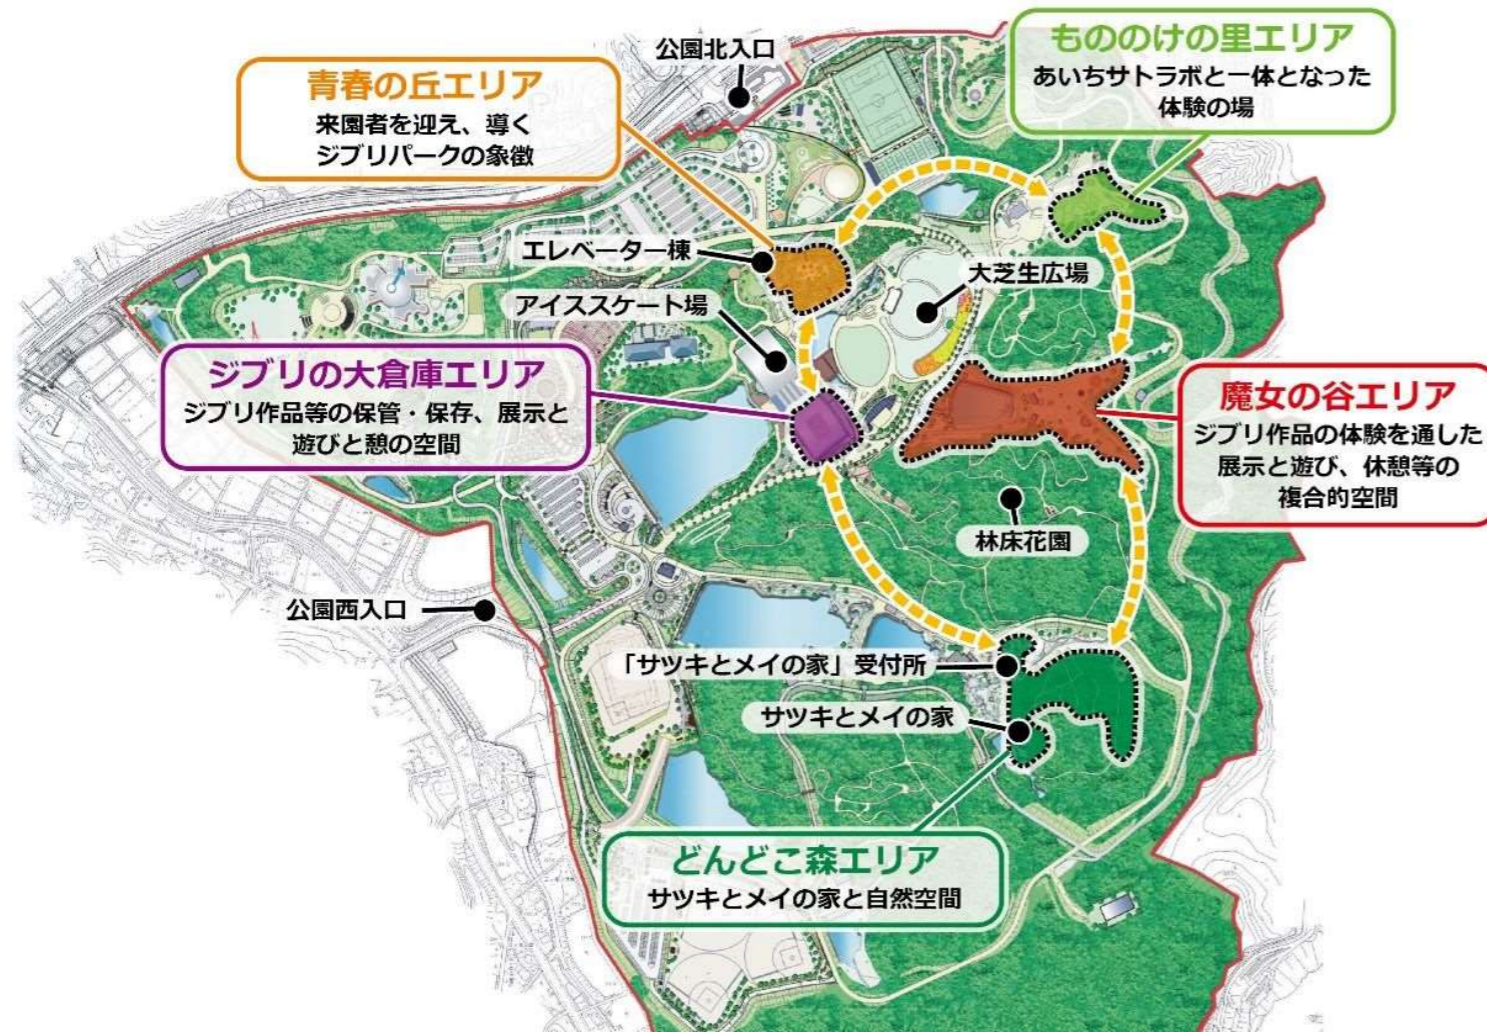 公園北入口
もののけの里エリア
あいちサトラボと一体となった
体験の場
青春の丘エリア
来園者を迎え、導く
ジブリパークの象徴
エレベーター棟
大芝生広場
アイススケート場
ジブリの大倉庫エリア
ジブリ作品等の保管・保存、展示と
遊びと憩の空間
魔女の谷エリア
ジブリ作品の体験を通した
展示と遊び、休憩等の
複合的空間
林床花園
公園西入口
「サツキとメイの家」受付所
サツキとメイの家
どんどこ森エリア
サツキとメイの家と自然空間